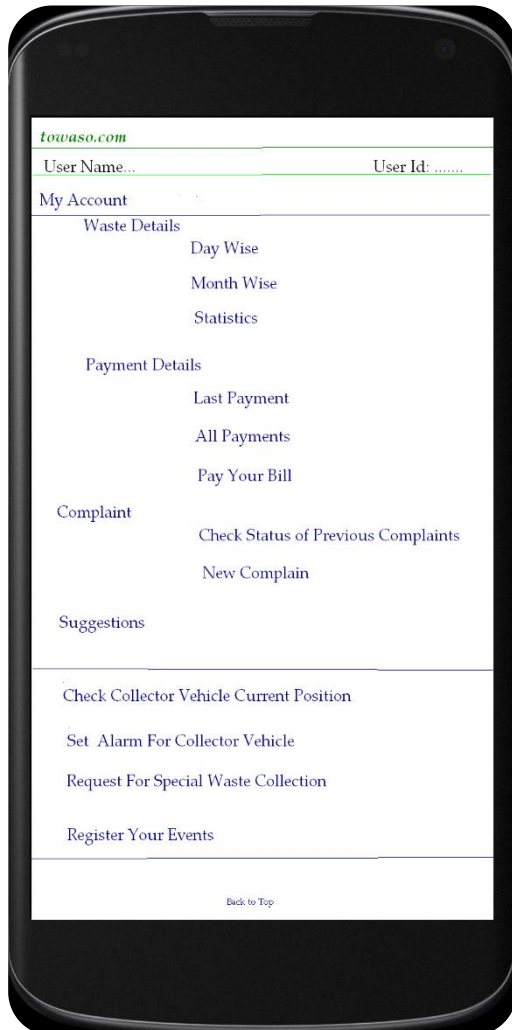 towaso.com
User Name... User Id: .......
My Account
Waste Details
Day Wise
Month Wise
Statistics
Payment Details
Last Payment
All Payments
Pay Your Bill
Complaint
Check Status of Previous Complaints
New Complain
Suggestions
Check Collector Vehicle Current Position
Set Alarm For Collector Vehicle
Request For Special Waste Collection
Register Your Events
Back to Top